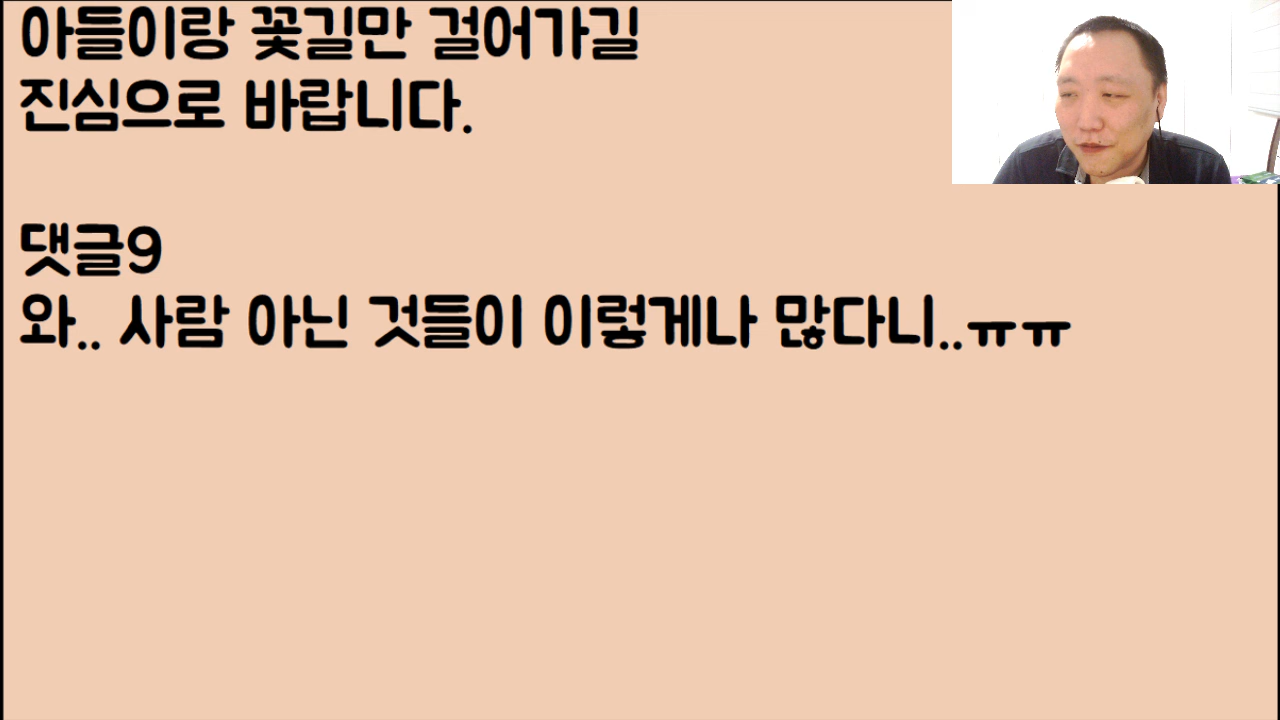 아들이랑 꽃길만 걸어가길
진심으로 바랍니다.
댓글9
와.. 사람 아닌 것들이 이렇게나 많다니..ㅠㅠ